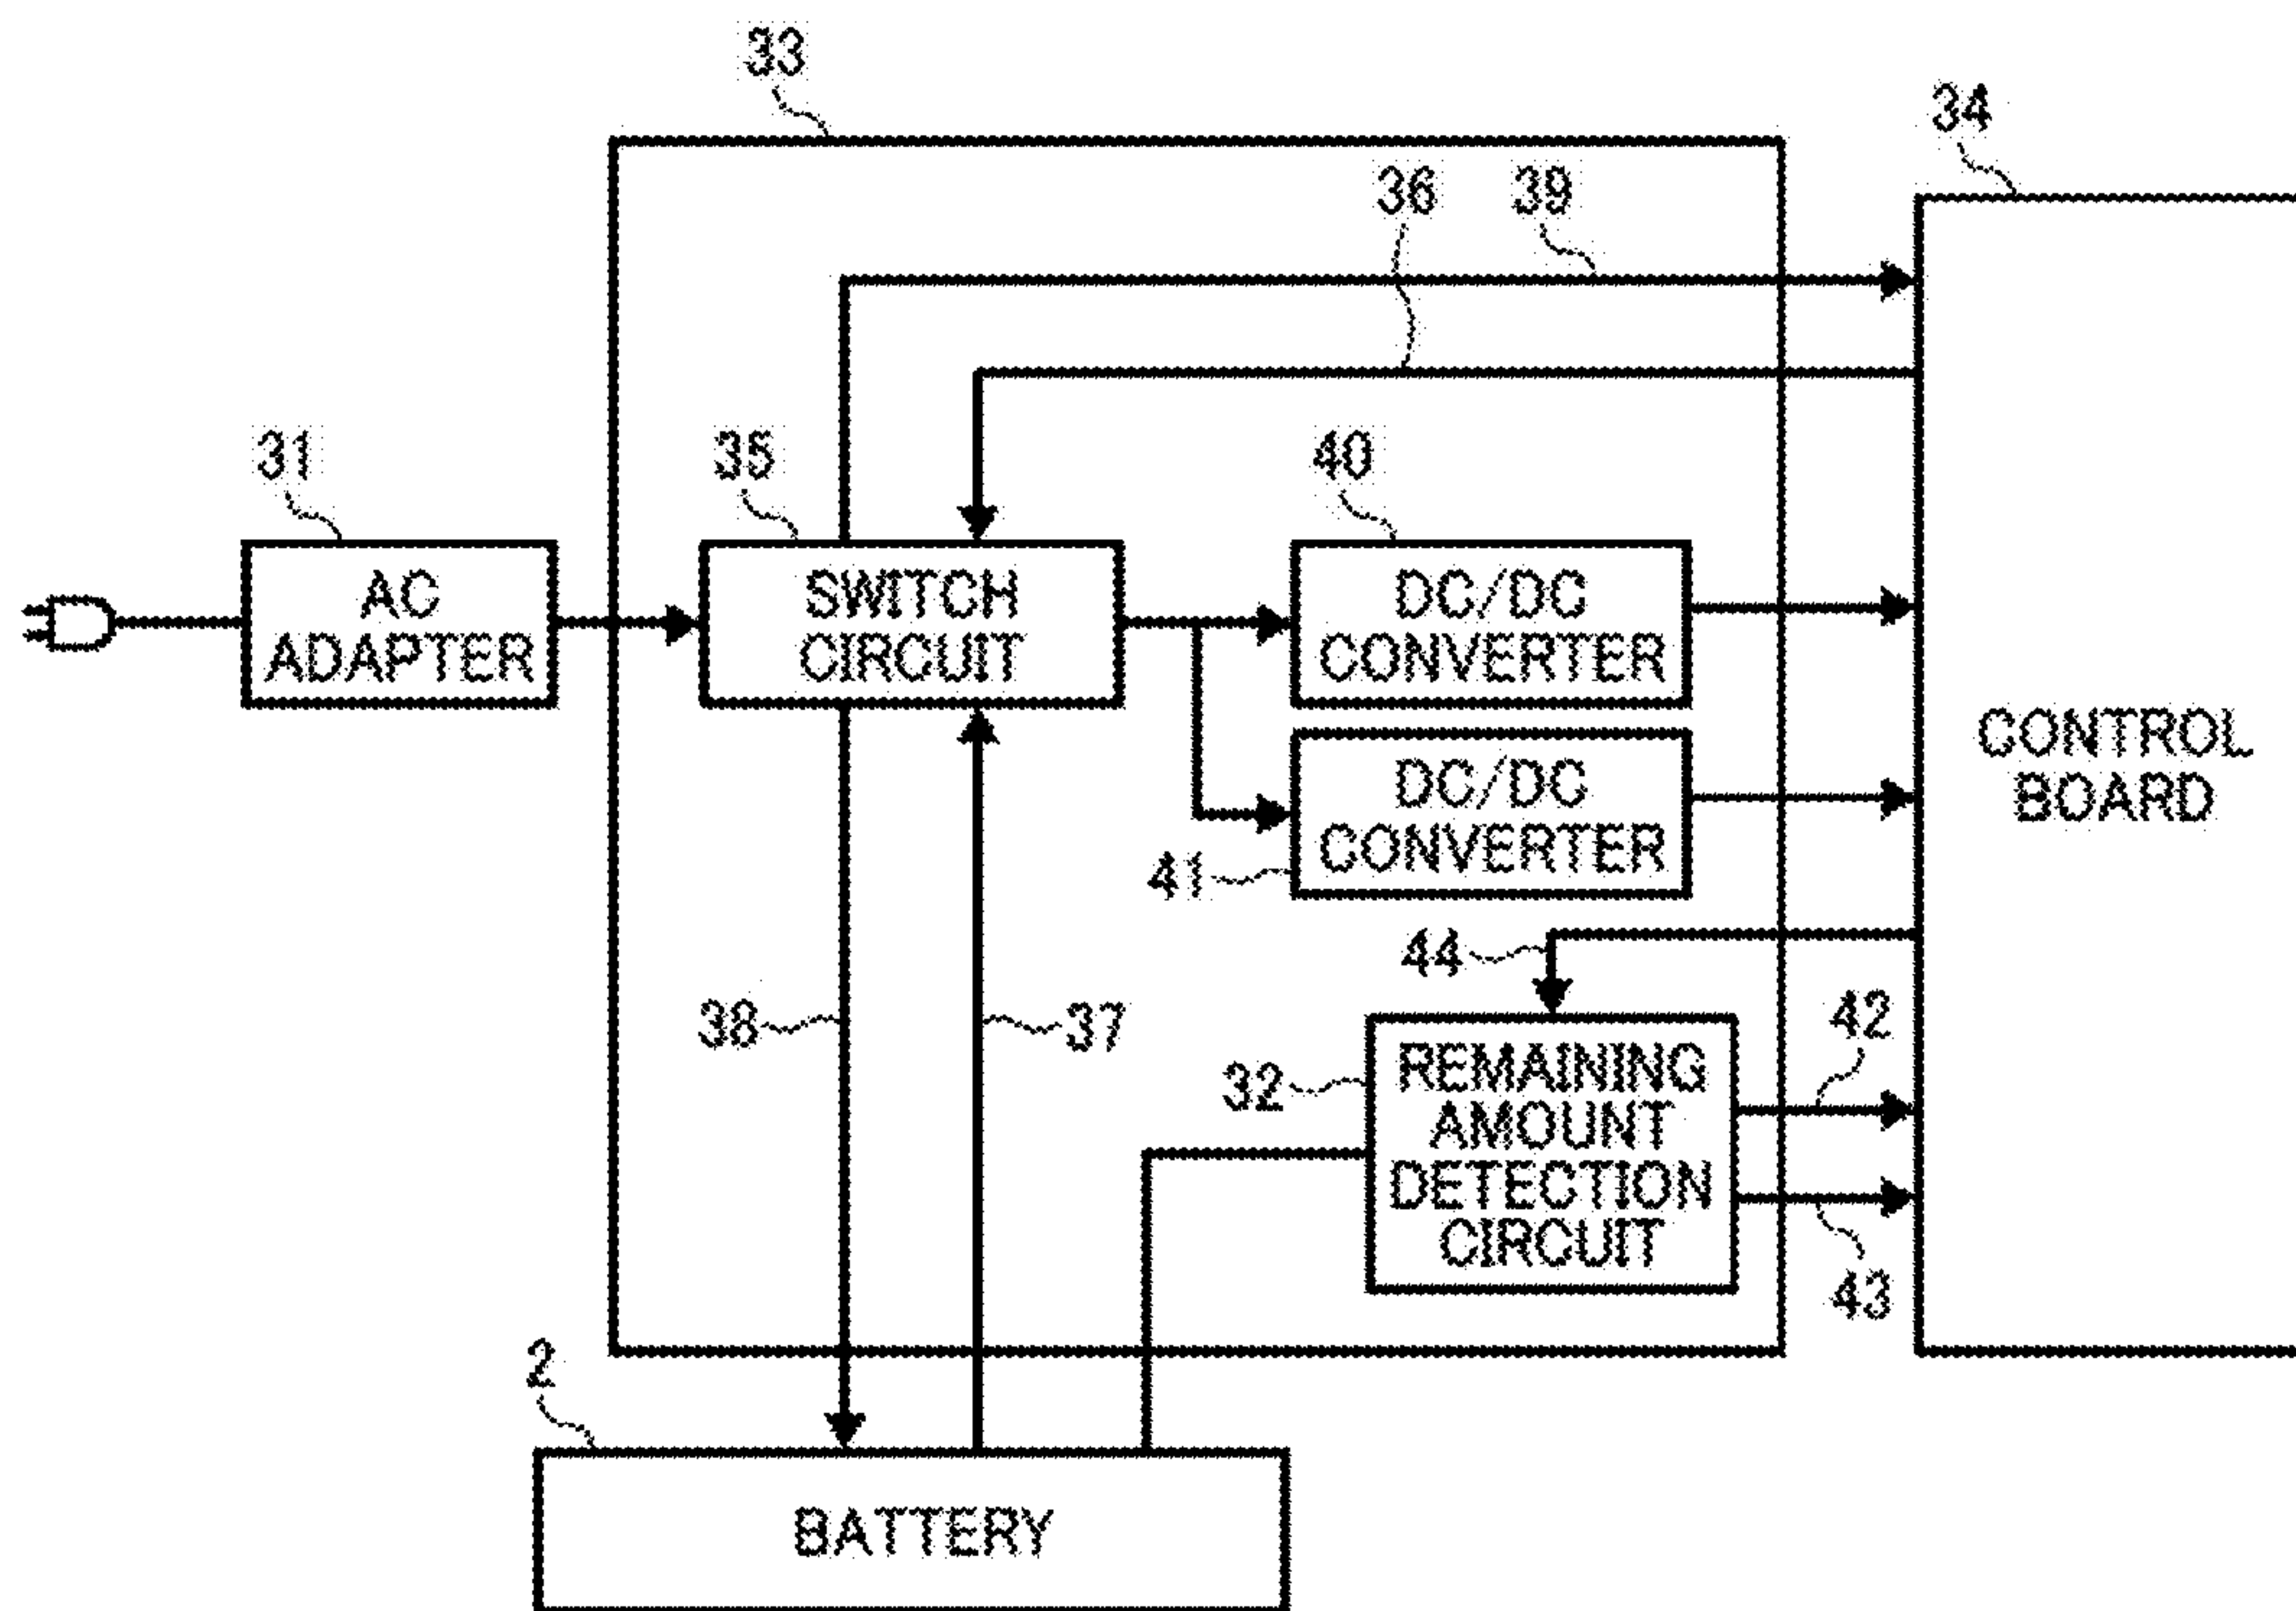 33
34
36
39
31
35
40
AC
ADAPTER
SWITCH
CIRCUIT
DC/DC
CONVERTER
DC/DC
CONVERTER
41
CONTROL
BOARD
44
38
37
42
32
REMAINING
AMOUNT
DETECTION
CIRCUIT
43
2
BATTERY